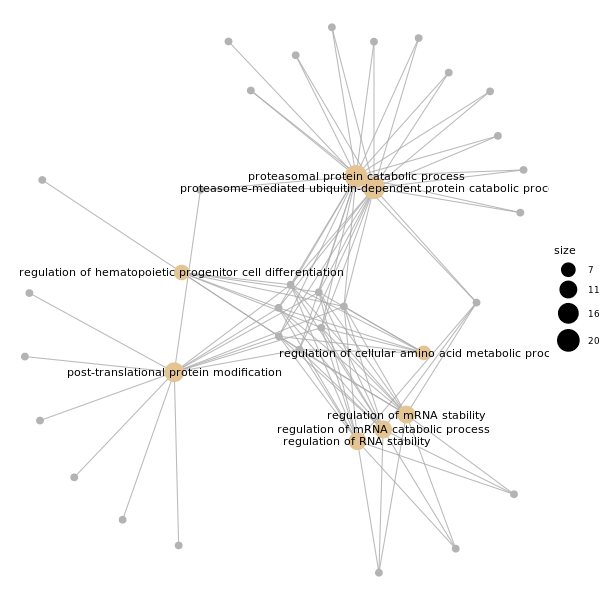 proteasomal protein catabolic process
proteasome-mediated ubiquitin-dependent protein catabolic proc
regulation of hematopoietic progenitor cell differentiation
regulation of cellular amino acid metabolic proc
post-translational protein modification
regulation of mRNA stability
regulation of mRNA catabolic process
regulation of RNA stability
size
7
11
16
20